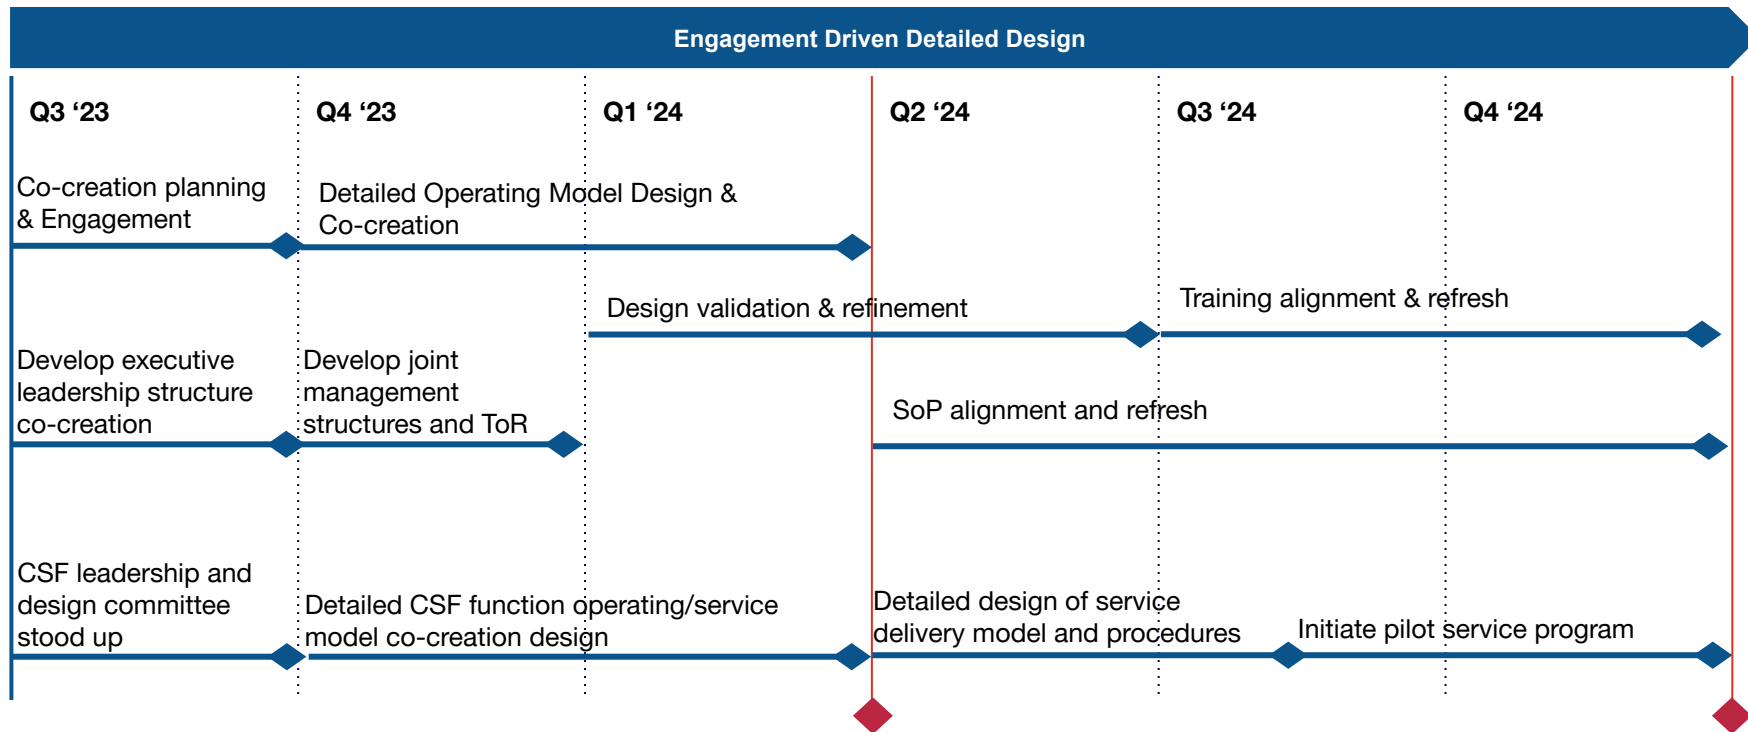 Engagement Driven Detailed Design
Q3 ‘23
Q4 ‘23
Q1 ‘24
Q2 ‘24
Q3 ‘24
Q4 ‘24
Co-creation planning
& Engagement
Detailed Operating Model Design &
Co-creation
Design validation & refinement
Training alignment & refresh
Develop executive
leadership structure
co-creation
Develop joint
management
structures and ToR
SoP alignment and refresh
CSF leadership and
design committee
stood up
Detailed CSF function operating/service
model co-creation design
Detailed design of service
delivery model and procedures
Initiate pilot service program